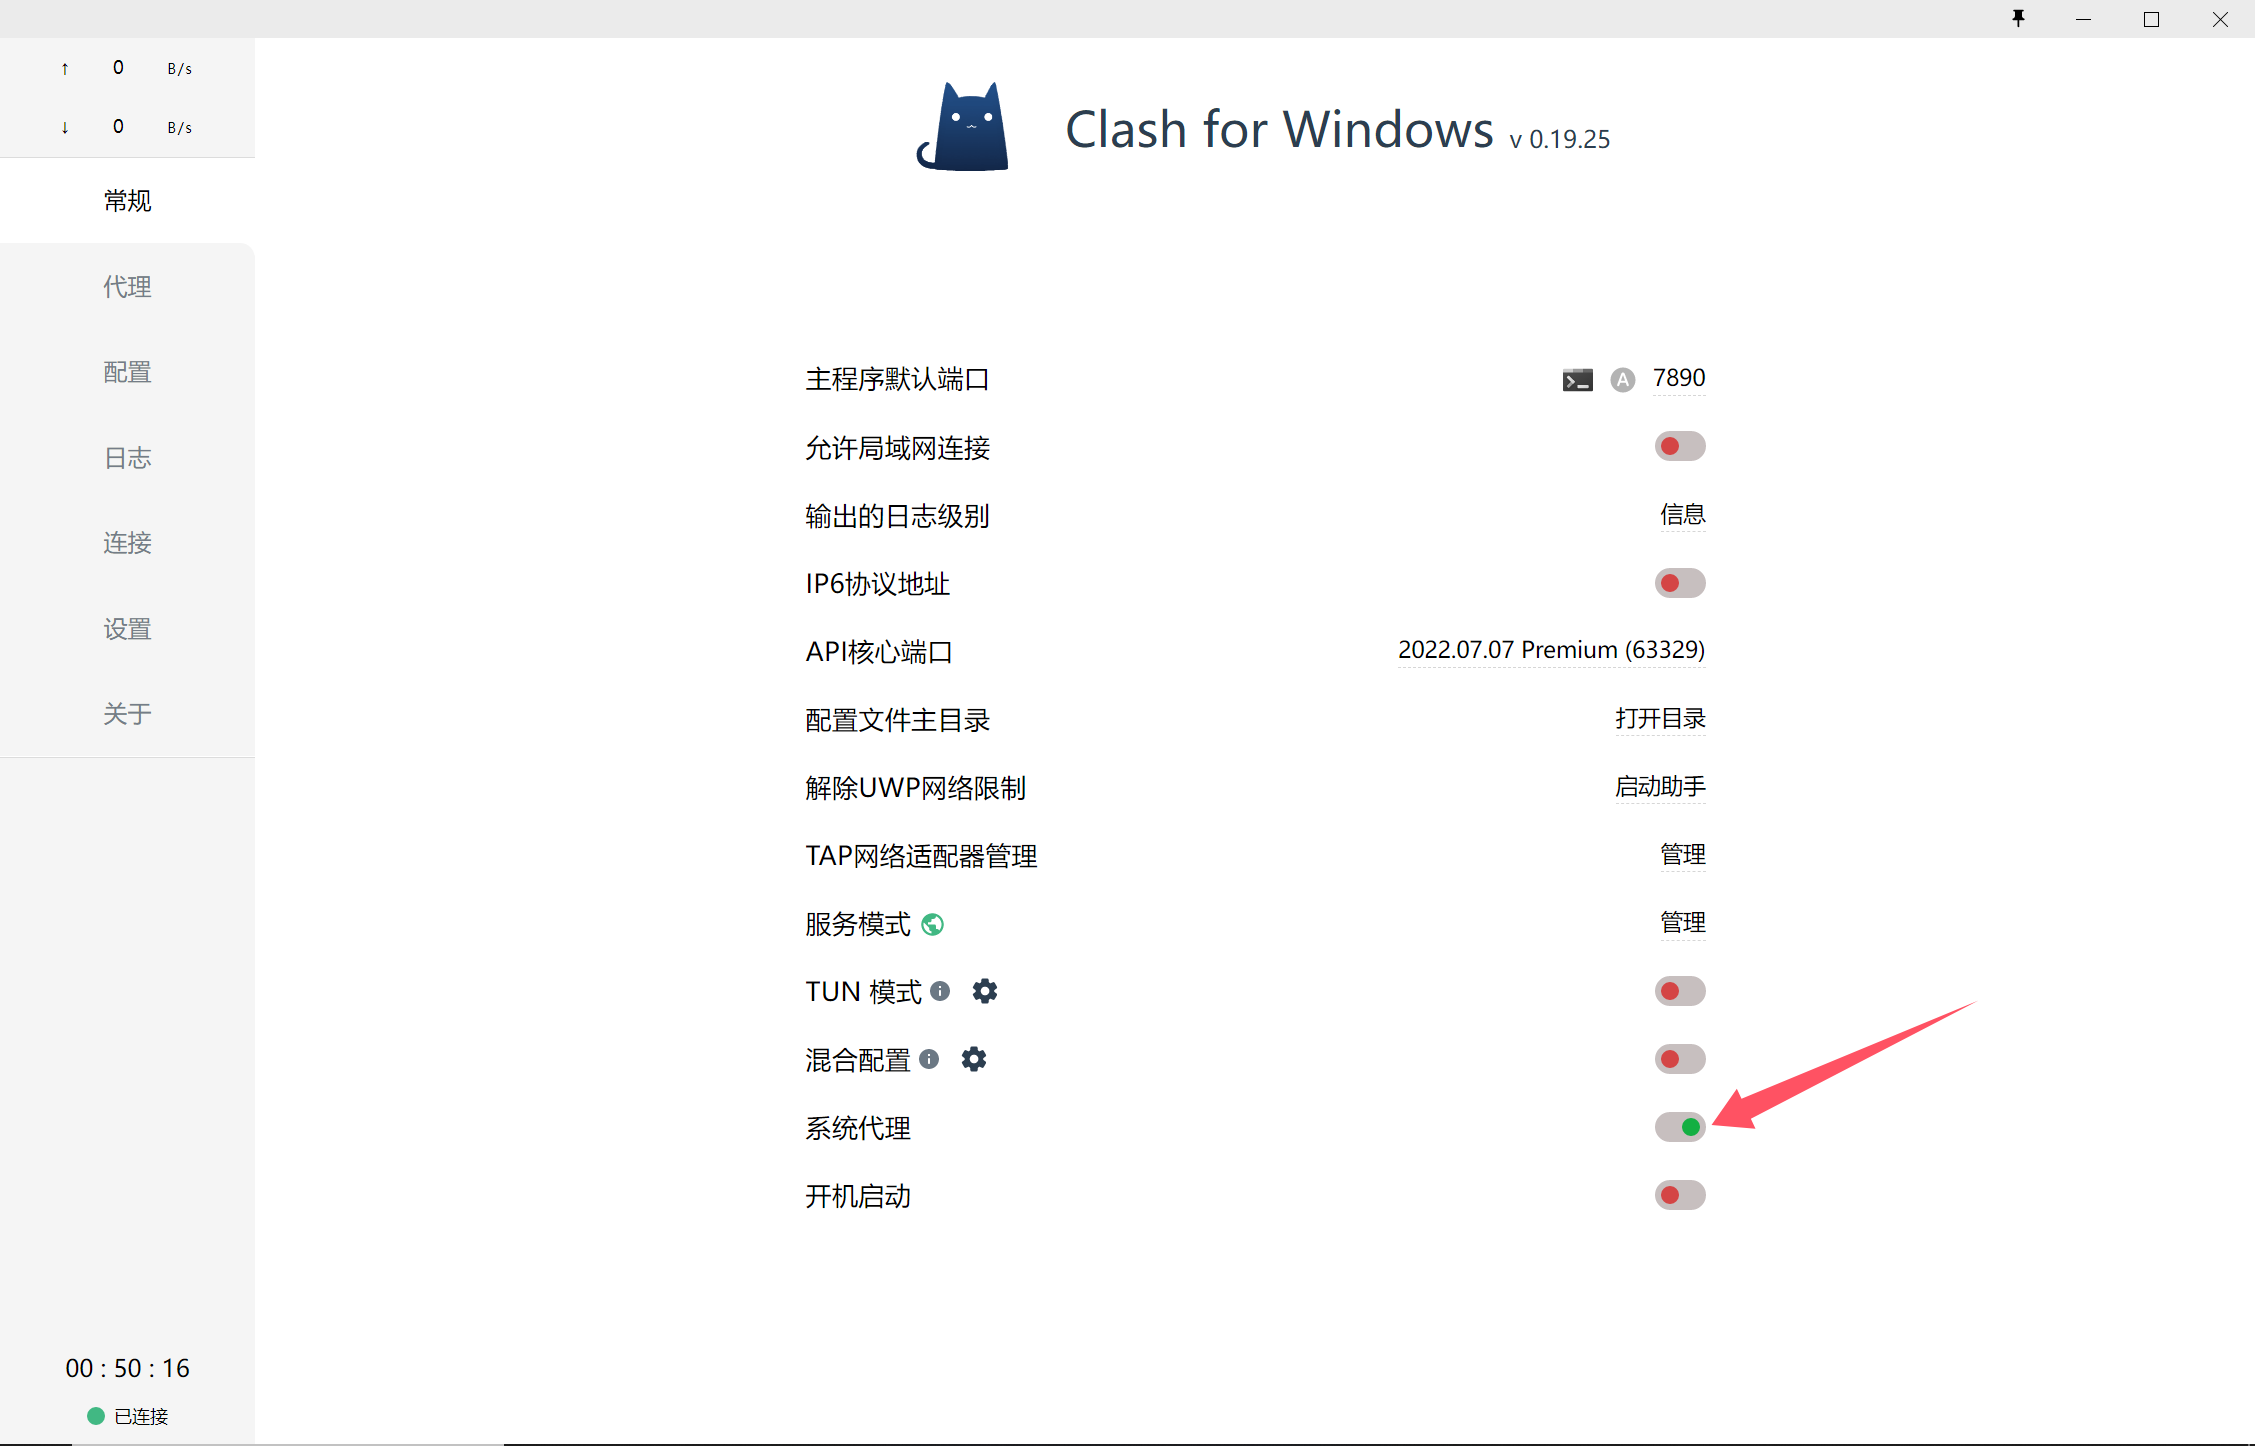 ↑ 0 B/s
↓ 0 B/s
常规
代理
配置
日志
连接
设置
关于
00 : 50 : 16
已连接
Clash for Windows v 0.19.25
主程序默认端口 A 7890
允许局域网连接
输出的日志级别 信息
IP6协议地址
API核心端口 2022.07.07 Premium (63329)
配置文件主目录 打开目录
解除UWP网络限制 启动助手
TAP网络适配器管理 管理
服务模式 管理
TUN 模式
混合配置
系统代理
开机启动